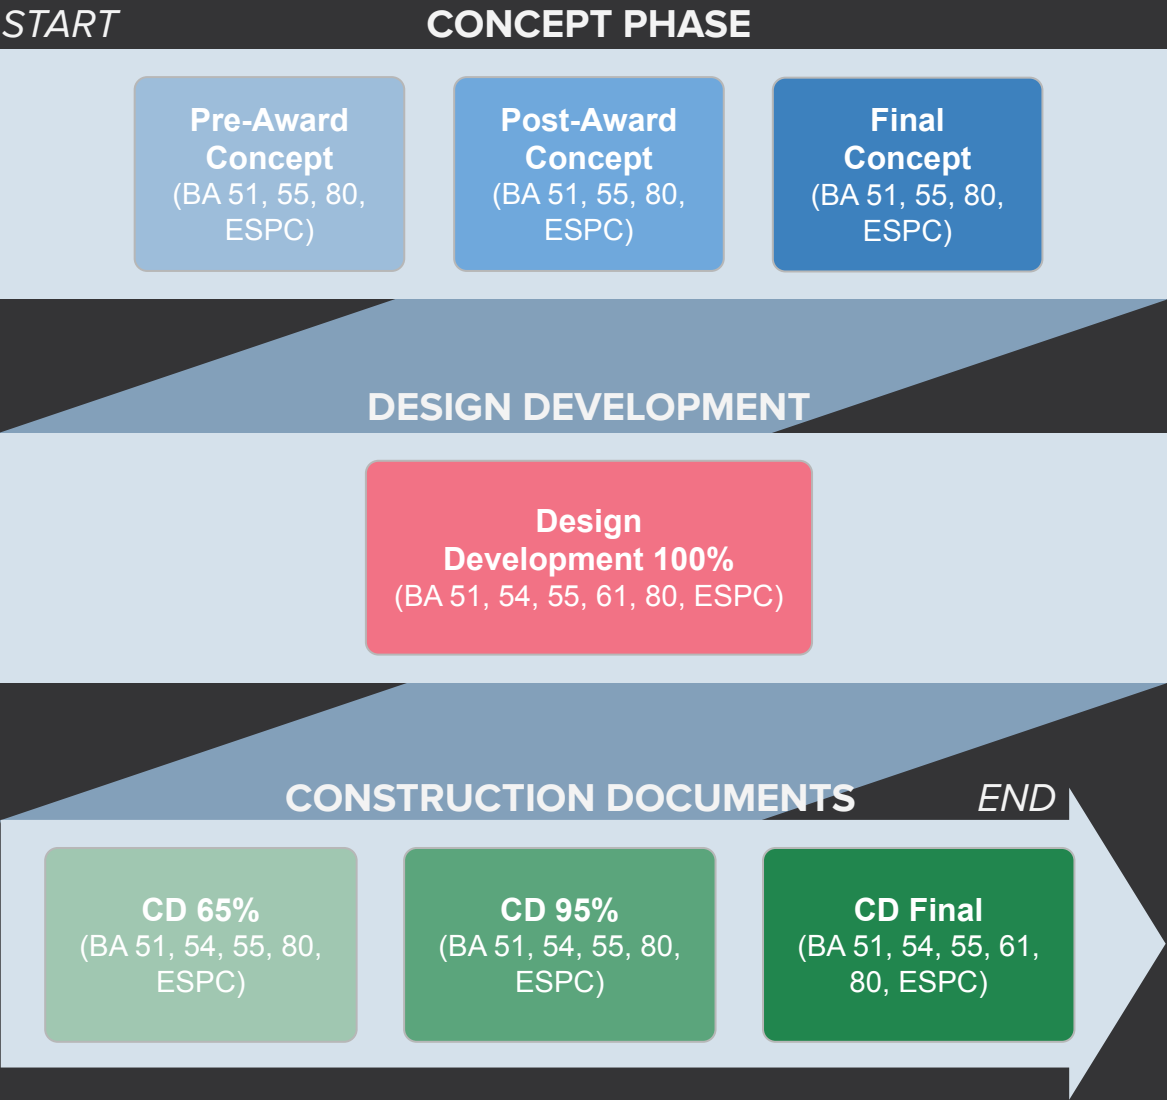 START
CONCEPT PHASE
Pre-Award
Concept
(BA 51, 55, 80,
ESPC)
Post-Award
Concept
(BA 51, 55, 80,
ESPC)
Final
Concept
(BA 51, 55, 80,
ESPC)
DESIGN DEVELOPMENT
Design
Development 100%
(BA 51, 54, 55, 61, 80, ESPC)
CONSTRUCTION DOCUMENTS
END
CD 65%
(BA 51, 54, 55, 80,
ESPC)
CD 95%
(BA 51, 54, 55, 80,
ESPC)
CD Final
(BA 51, 54, 55, 61,
80, ESPC)